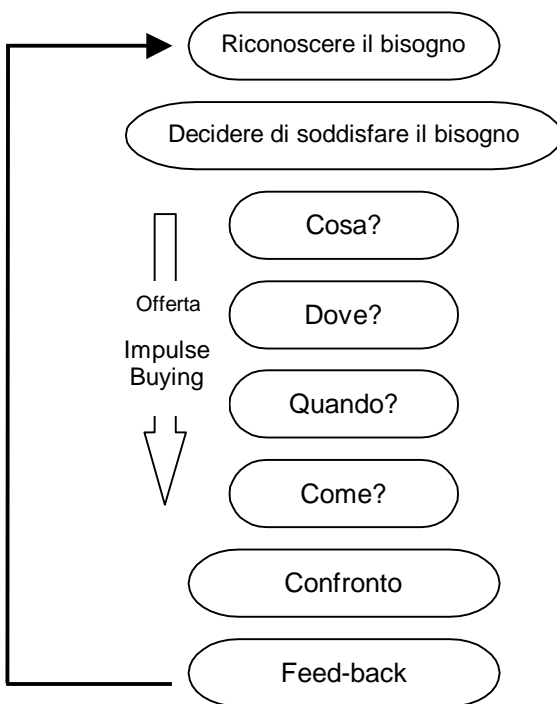 Riconoscere il bisogno
Decidere di soddisfare il bisogno
Cosa?
Offerta
Dove?
Impulse
Buying
Quando?
Come?
Confronto
Feed-back